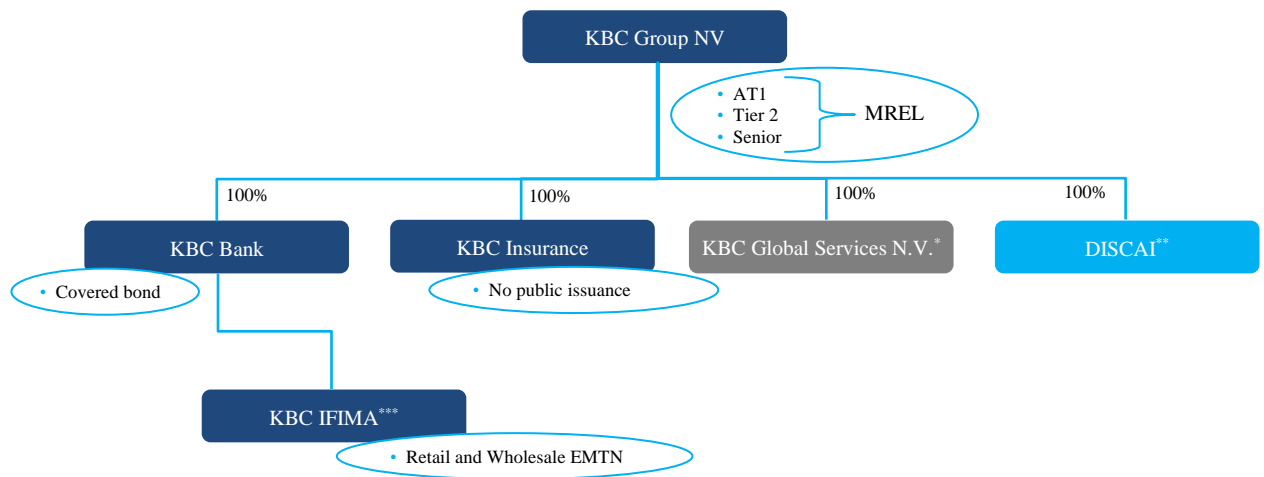 KBC Group NV
• AT1
• Tier 2
• Senior
MREL
100%
100%
100%
100%
KBC Bank
KBC Insurance
KBC Global Services N.V.*
DISCAI**
• Covered bond
• No public issuance
KBC IFIMA***
• Retail and Wholesale EMTN